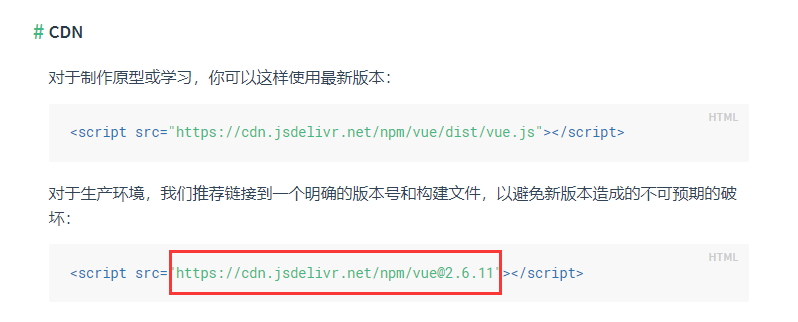 # CDN
对于制作原型或学习，你可以这样使用最新版本：
HTML
<script src="https://cdn.jsdelivr.net/npm/vue/dist/vue.js"></script>
对于生产环境，我们推荐链接到一个明确的版本号和构建文件，以避免新版本造成的不可预期的破
坏：
HTML
<script src="https://cdn.jsdelivr.net/npm/vue@2.6.11"></script>